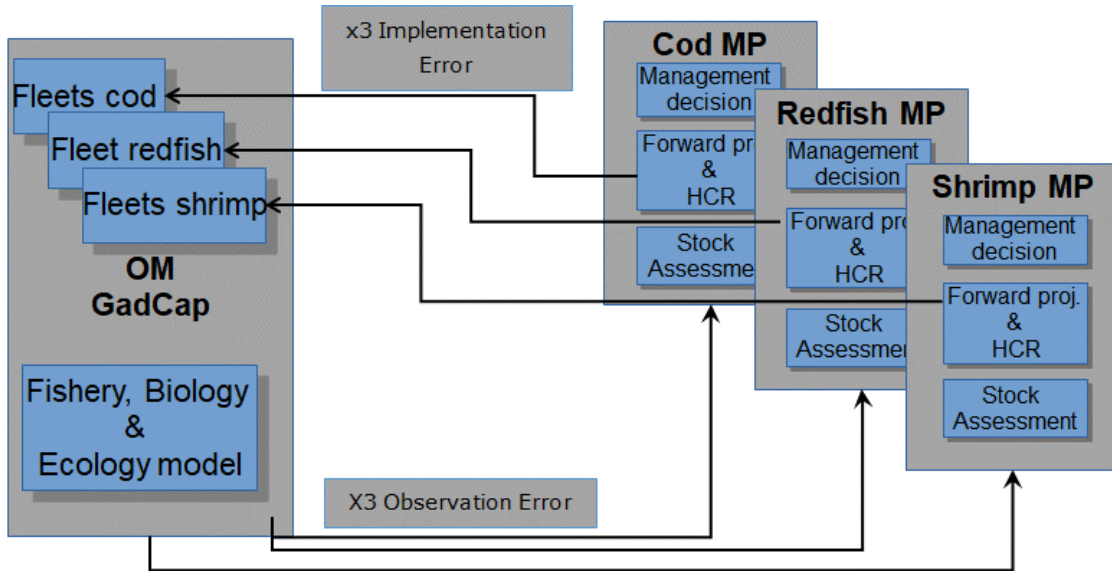 x3 Implementation
Error
Fleets cod
Fleet redfish
Fleets shrimp
OM
GadCap
Fishery, Biology
&
Ecology model
X3 Observation Error
Cod MP
Management
decision
Forward pro
&
HCR
Stock
Assessme
Redfish MP
Management
decision
Forward pro
&
HCR
Stock
Assessme
Shrimp MP
Management
decision
Forward proj.
&
HCR
Stock
Assessment